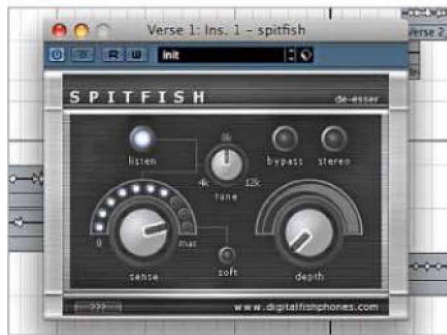 Verse 1: Ins. 1 – spitfish
Verse 2
R W init
SPITFISH de-esser
listen
8k
bypass stereo
4k 12k
tune
0 max
sense
soft
depth
>>> www.digitalfishphones.com